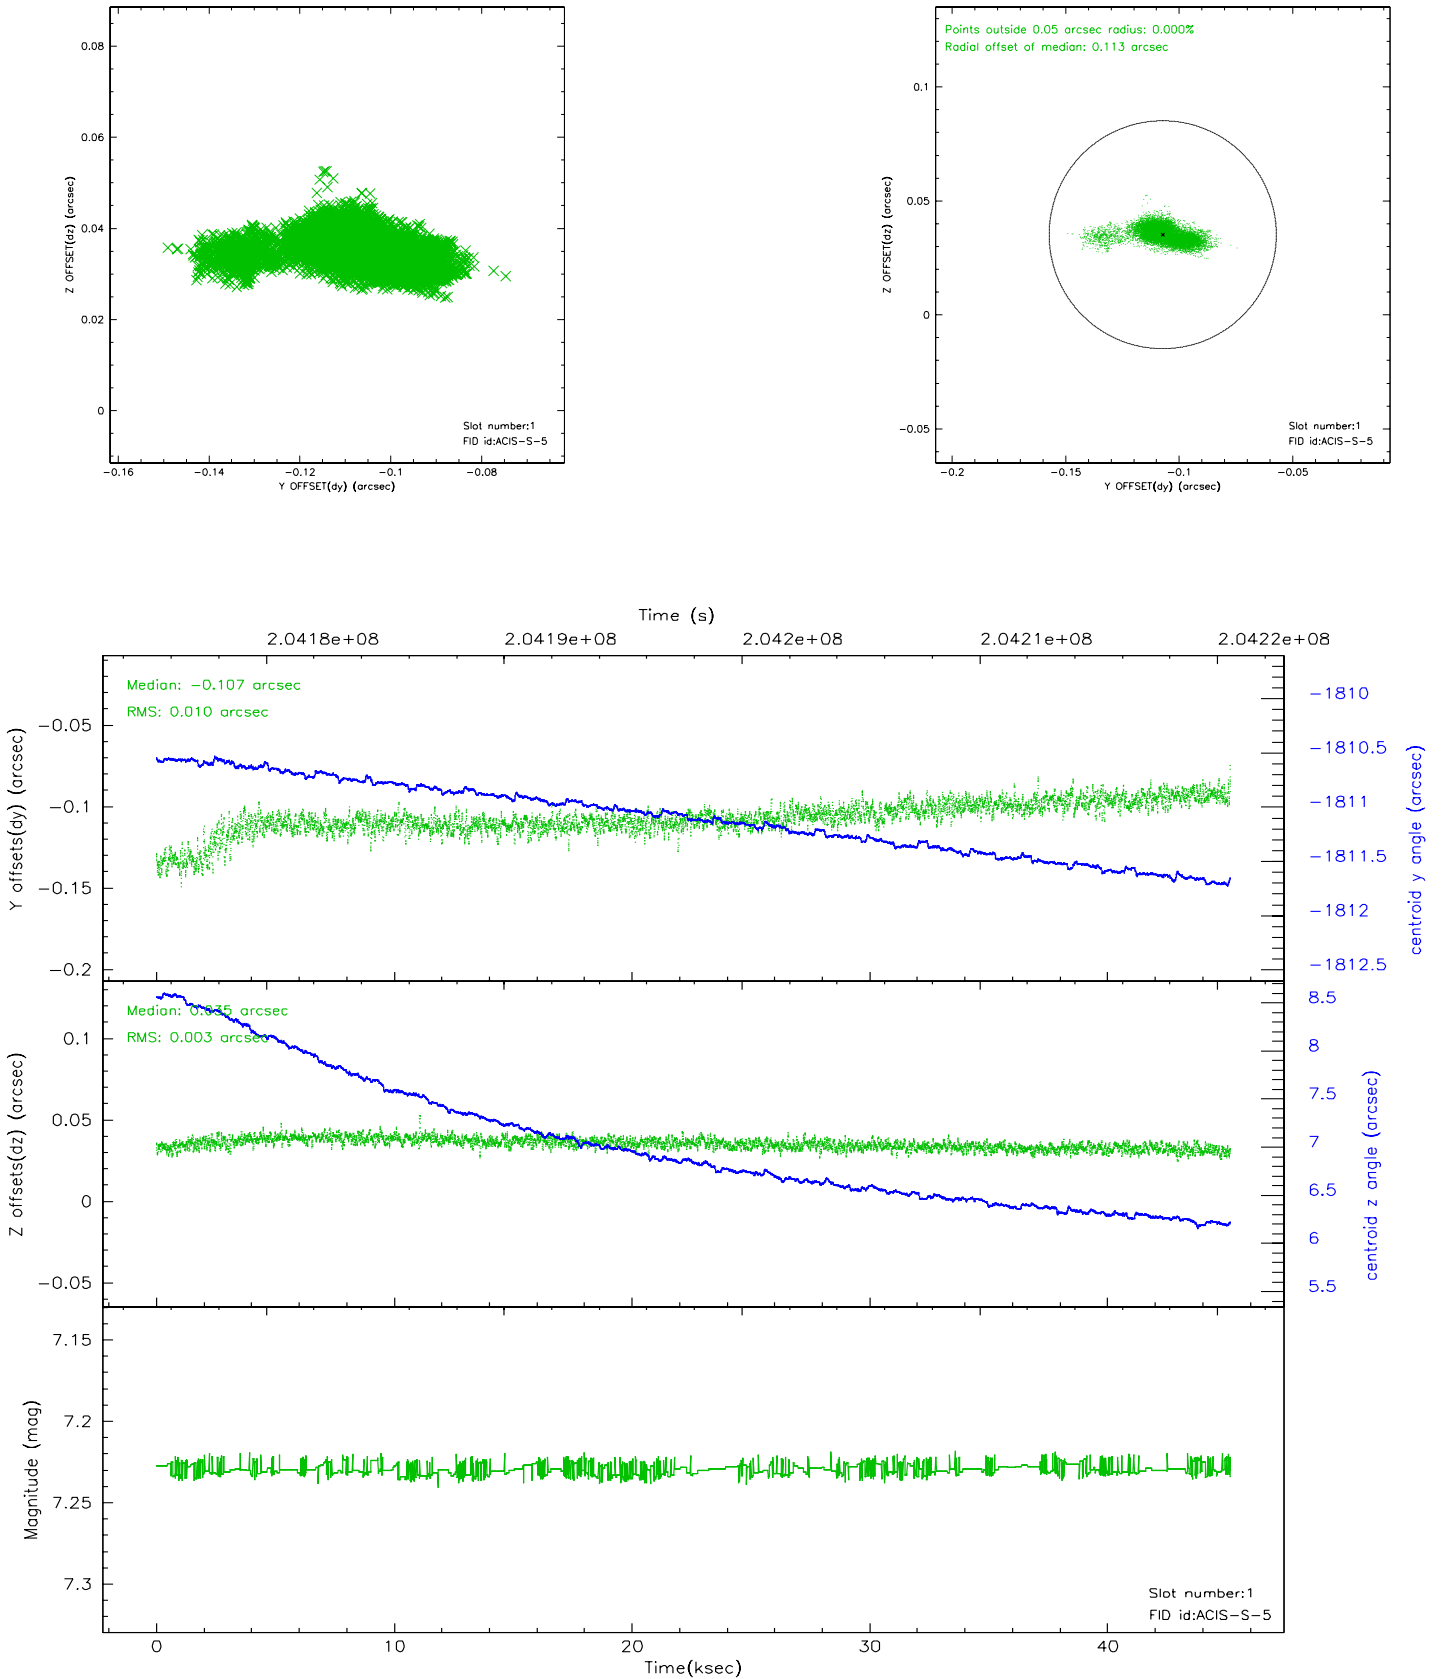 0.08
0.06
0.04
0.02
0
Z OFFSET(dz) (arcsec)
Slot number:1
FID id:ACIS-S-5
-0.16 -0.14 -0.12 -0.1 -0.08
Y OFFSET(dy) (arcsec)
Points outside 0.05 arcsec radius: 0.000%
Radial offset of median: 0.113 arcsec
0.1
0.05
0
-0.05
Z OFFSET(dz) (arcsec)
Slot number:1
FID id:ACIS-S-5
-0.2 -0.15 -0.1 -0.05
Y OFFSET(dy) (arcsec)
Time (s)
2.0418e+08 2.0419e+08 2.042e+08 2.0421e+08 2.0422e+08
Median: -0.107 arcsec
RMS: 0.010 arcsec
-0.05
-0.1
-0.15
-0.2
Y offsets(dy) (arcsec)
-1810
-1810.5
-1811
-1811.5
-1812
-1812.5
centroid y angle (arcsec)
Median: 0.035 arcsec
RMS: 0.003 arcsec
0.1
0.05
0
-0.05
Z offsets(dz) (arcsec)
8.5
8
7.5
7
6.5
6
5.5
centroid z angle (arcsec)
7.15
7.2
7.25
7.3
Magnitude (mag)
Slot number:1
FID id:ACIS-S-5
0 10 20 30 40
Time(ksec)